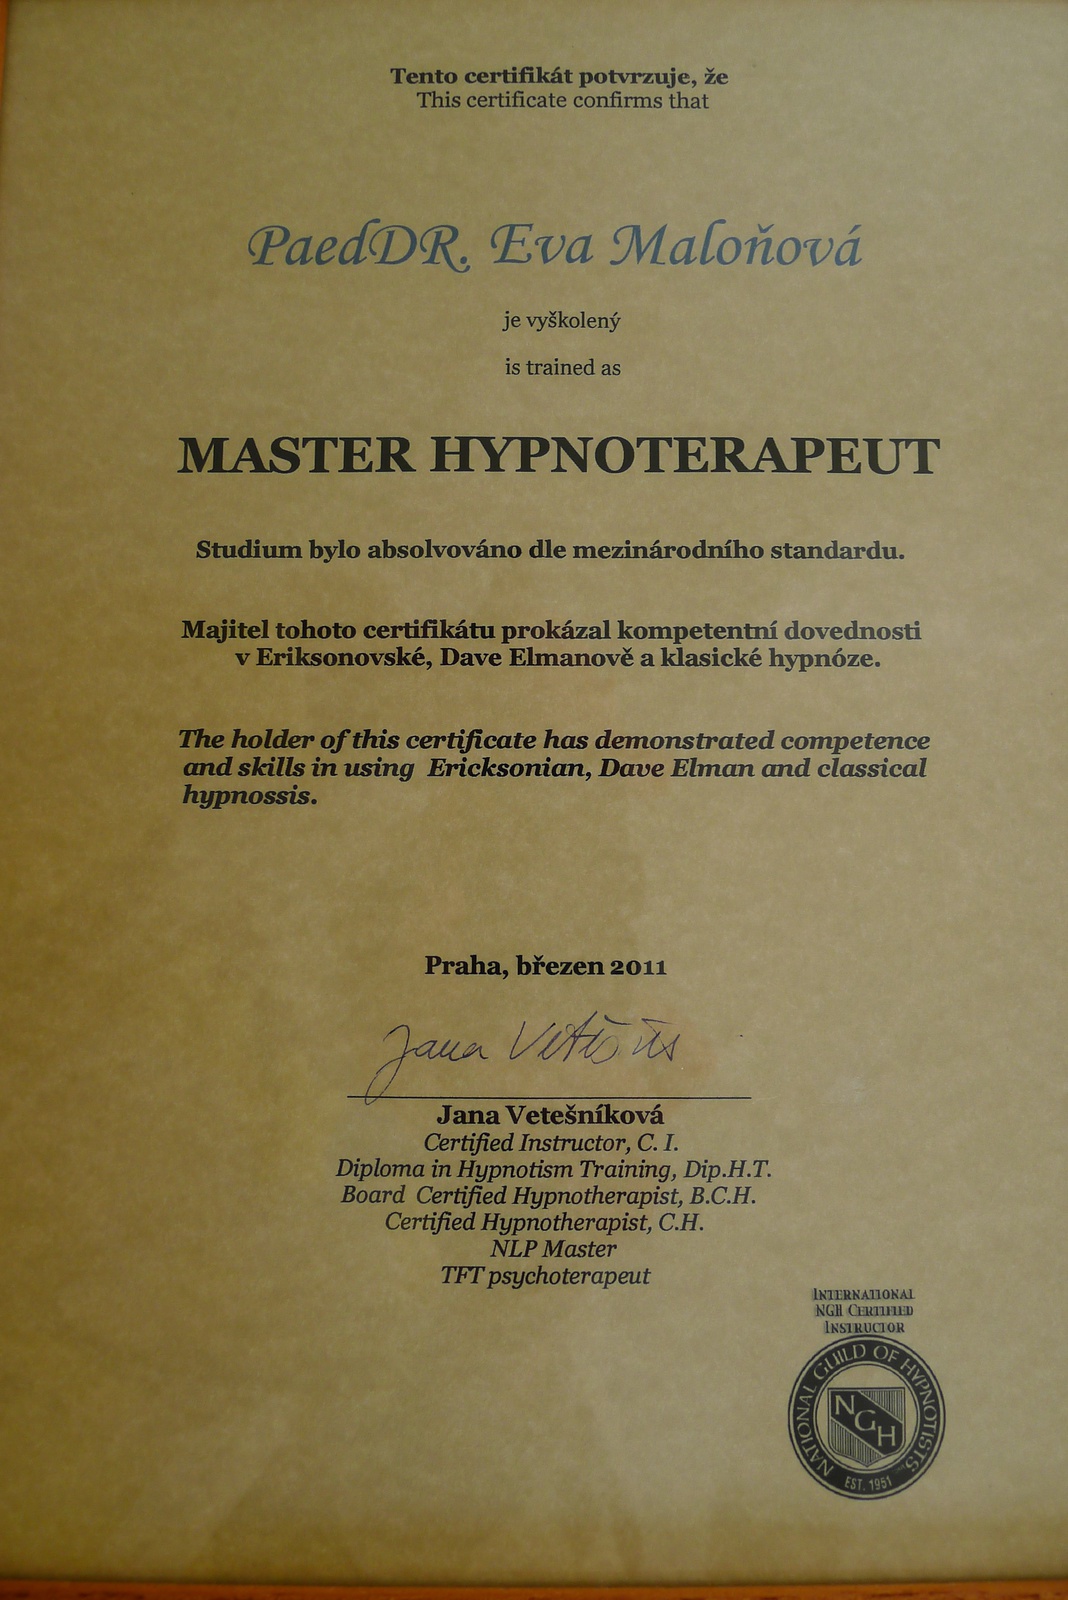 Tento certifikát potvrzuje, že
This certificate confirms that
PaedDR. Eva Maloňová
je vyškolený
is trained as
MASTER HYPNOTERAPEUT
Studium bylo absolvováno dle mezinárodního standardu.
Majitel tohoto certifikátu prokázal kompetentní dovednosti
v Eriksonovské, Dave Elmanově a klasické hypnóze.
The holder of this certificate has demonstrated competence
and skills in using Ericksonian, Dave Elman and classical
hypnossis.
Praha, březen 2011
Jana
Jana Vetešníková
Certified Instructor, C. I.
Diploma in Hypnotism Training, Dip.H.T.
Board Certified Hypnotherapist, B.C.H.
Certified Hypnotherapist, C.H.
NLP Master
TFT psychoterapeut
INTERNATIONAL
NGH CERTIFIED
INSTRUCTOR
NATIONAL GUILD OF HYPNOTISTS
NGH
EST. 1951